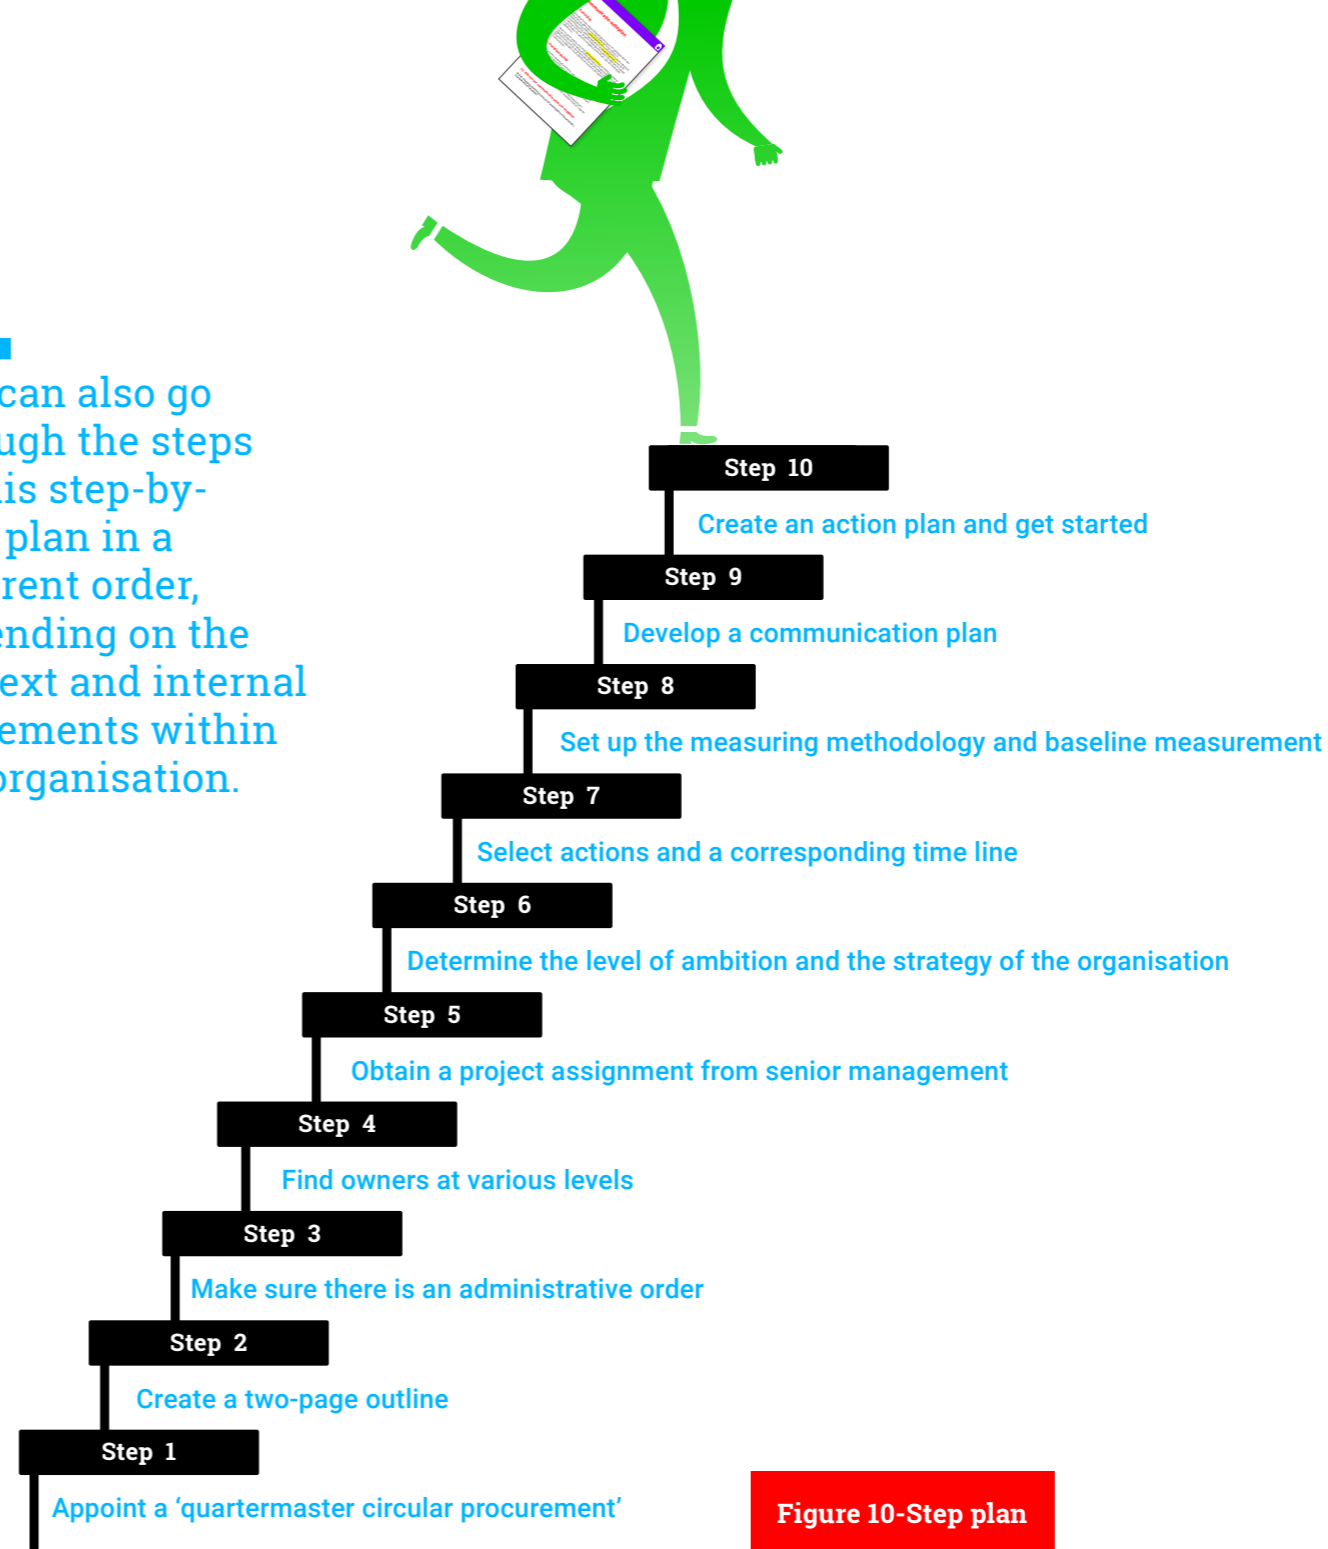 can also go
ugh the steps
is step-by-
plan in a
rent order,
ending on the
ext and internal
ements within
organisation.
Step 10
Create an action plan and get started
Step 9
Develop a communication plan
Step 8
Set up the measuring methodology and baseline measurement
Step 7
Select actions and a corresponding time line
Step 6
Determine the level of ambition and the strategy of the organisation
Step 5
Obtain a project assignment from senior management
Step 4
Find owners at various levels
Step 3
Make sure there is an administrative order
Step 2
Create a two-page outline
Step 1
Appoint a ‘quartermaster circular procurement’
Figure 10-Step plan